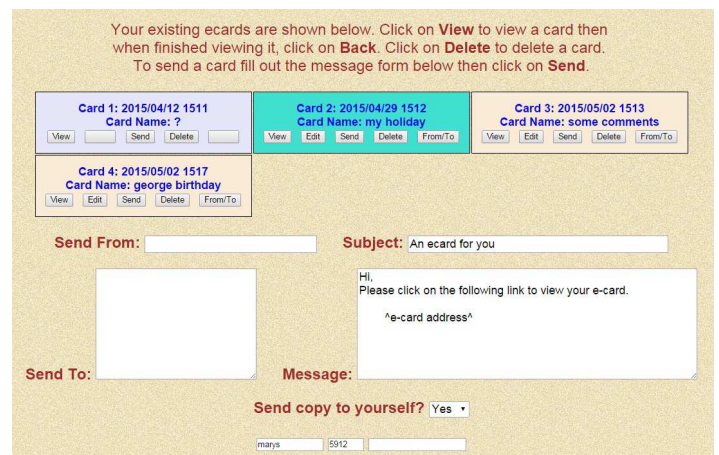 Your existing ecards are shown below. Click on View to view a card then
when finished viewing it, click on Back. Click on Delete to delete a card.
To send a card fill out the message form below then click on Send.
Card 1: 2015/04/12 1511
Card Name: ?
View Send Delete
Card 2: 2015/04/29 1512
Card Name: my holiday
View Edit Send Delete From/To
Card 3: 2015/05/02 1513
Card Name: some comments
View Edit Send Delete From/To
Card 4: 2015/05/02 1517
Card Name: george birthday
View Edit Send Delete From/To
Send From:
Subject: An ecard for you
Send To:
Message:
Hi,
Please click on the following link to view your e-card.
^e-card address^
Send copy to yourself? Yes
marys 5912